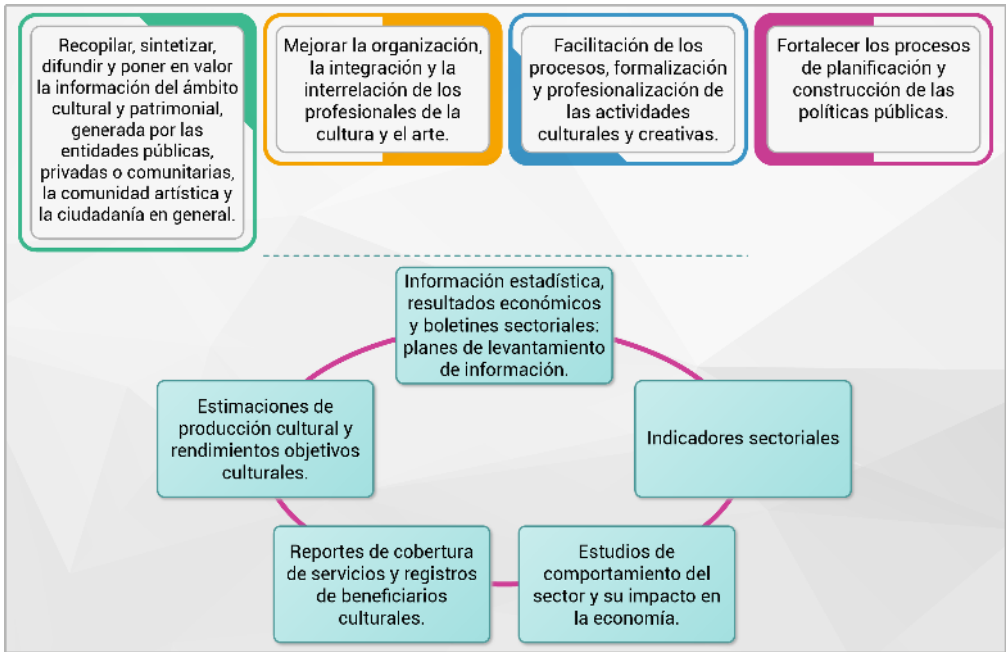 Recopilar, sintetizar,
difundir y poner en valor
la información del ámbito
cultural y patrimonial,
generada por las
entidades públicas,
privadas o comunitarias,
la comunidad artística y
la ciudadanía en general.
Mejorar la organización,
la integración y la
interrelación de los
profesionales de la
cultura y el arte.
Facilitación de los
procesos, formalización
y profesionalización de
las actividades
culturales y creativas.
Fortalecer los procesos
de planificación y
construcción de las
políticas públicas.
Información estadística,
resultados económicos
y boletines sectoriales:
planes de levantamiento
de información.
Estimaciones de
producción cultural y
rendimientos objetivos
culturales.
Indicadores sectoriales
Reportes de cobertura
de servicios y registros
de beneficiarios
culturales.
Estudios de
comportamiento del
sector y su impacto en
la economía.